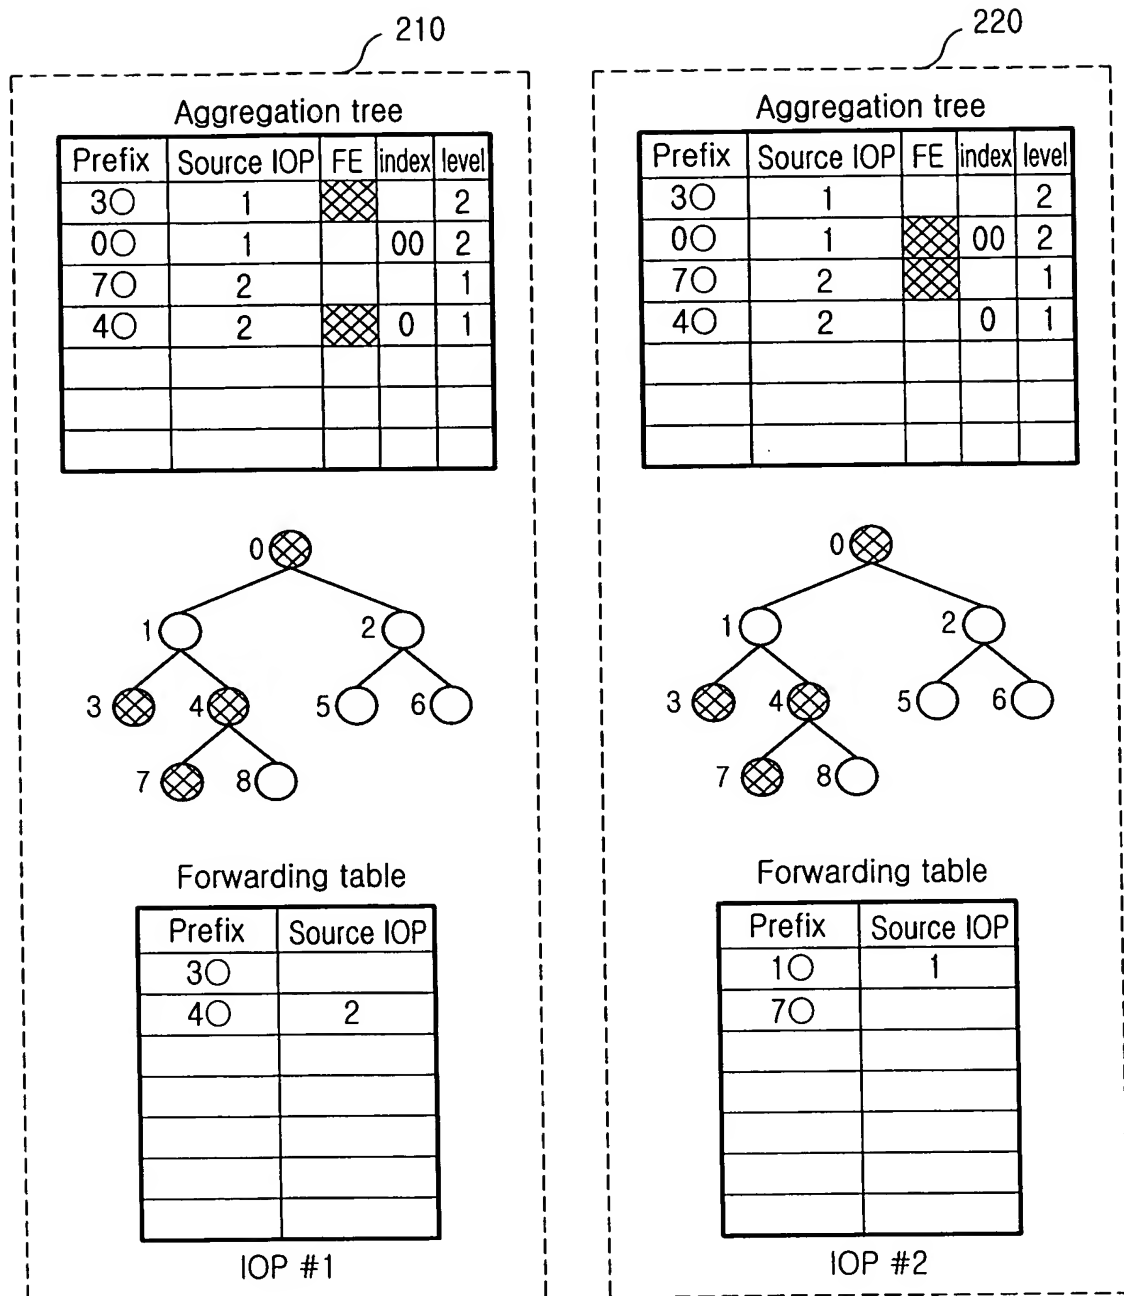 210
Aggregation tree
Prefix Source IOP FE index level
3○ 1 2
0○ 1 00 2
7○ 2 1
4○ 2 0 1
0
1 2
3 4 5 6
7 8
Forwarding table
Prefix Source IOP
3○
4○ 2
IOP #1
220
Aggregation tree
Prefix Source IOP FE index level
3○ 1 2
0○ 1 00 2
7○ 2 1
4○ 2 0 1
0
1 2
3 4 5 6
7 8
Forwarding table
Prefix Source IOP
1○ 1
7○
IOP #2